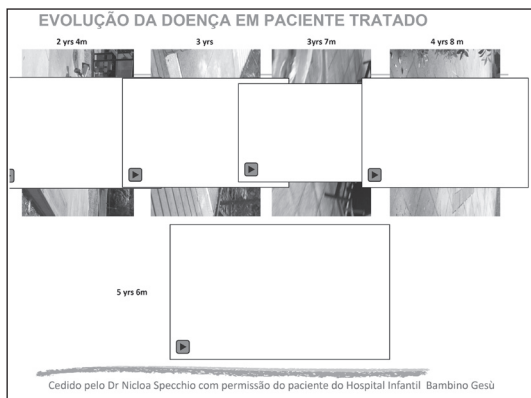 EVOLUÇÃO DA DOENÇA EM PACIENTE TRATADO
2 yrs 4m 3 yrs 3yrs 7m 4 yrs 8 m
5 yrs 6m
Cedido pelo Dr Nicloa Specchio com permissão do paciente do Hospital Infantil Bambino Gesù